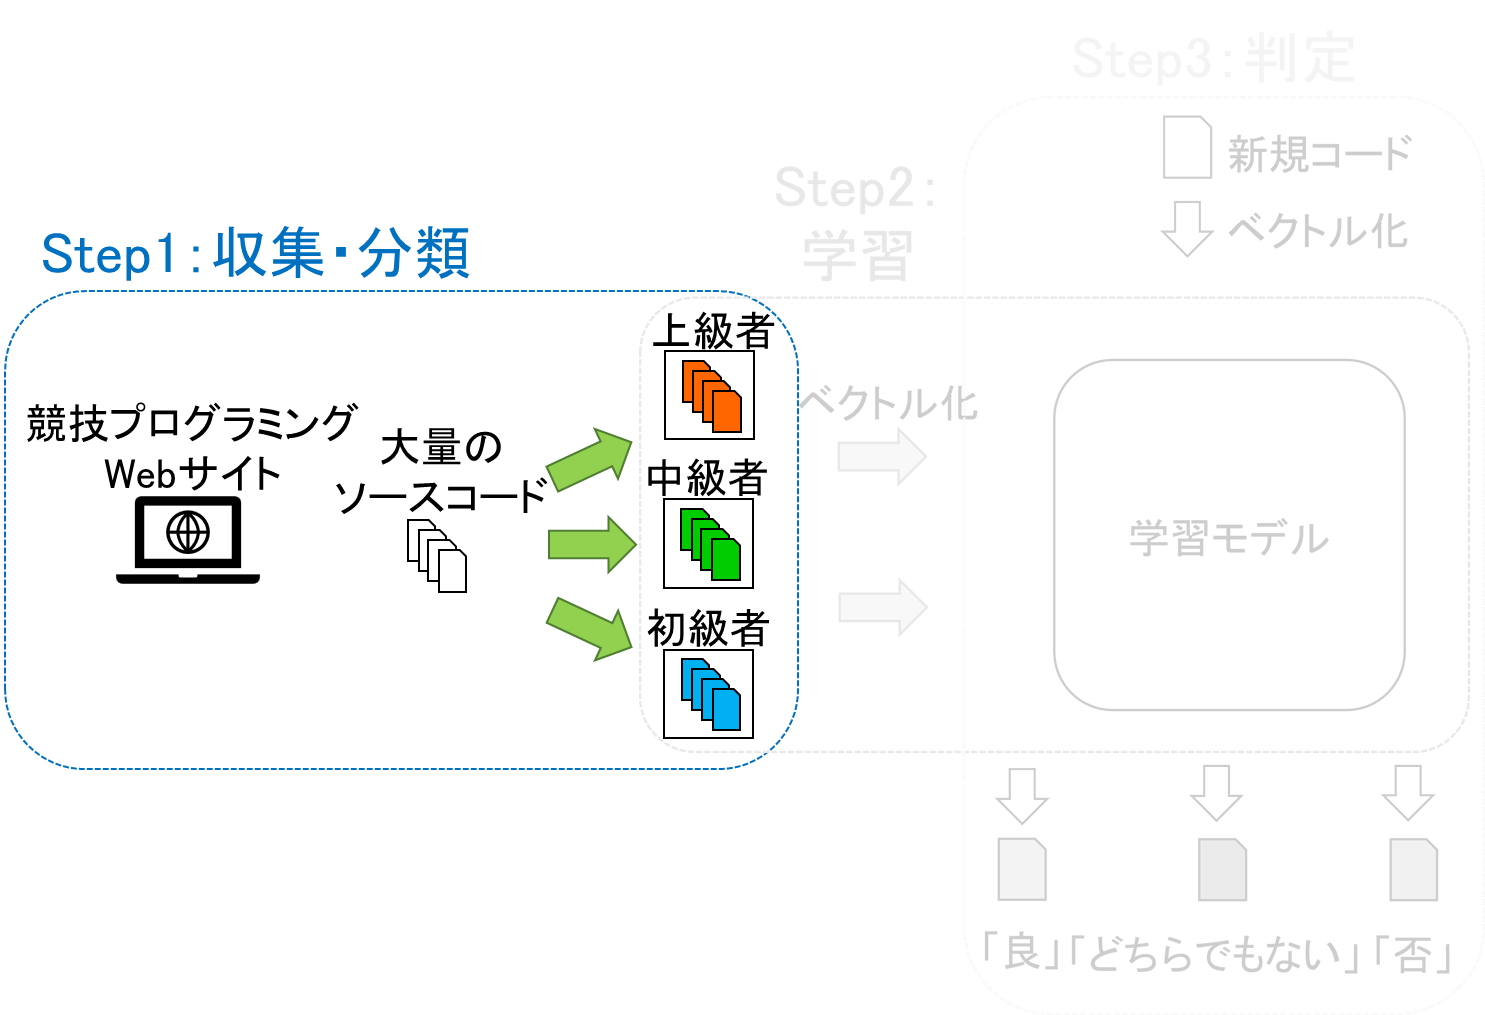 Step1:収集・分類
競技プログラミング
Webサイト
大量の
ソースコード
上級者
中級者
初級者
Step2:
学習
ベクトル化
学習モデル
Step3:判定
新規コード
ベクトル化
「良」「どちらでもない」「否」